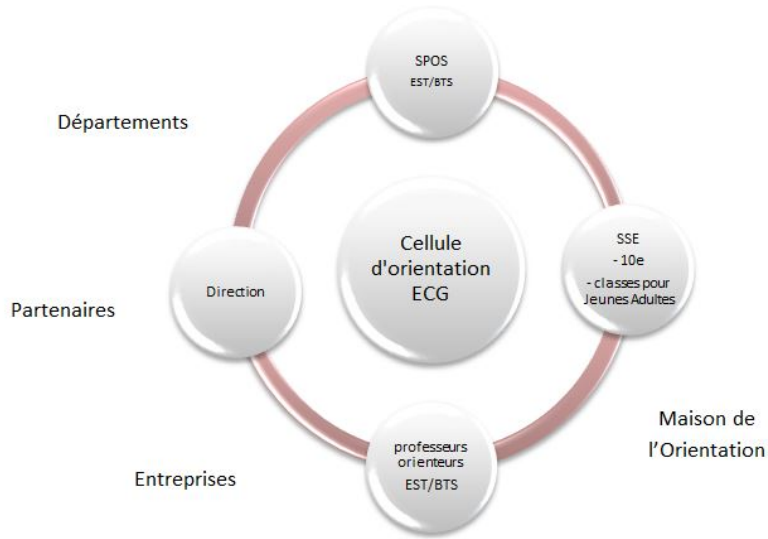 SPOS
EST/BTS
Départements
Cellule
d'orientation
ECG
SSE
- 10e
- classes pour
Jeunes Adultes
Direction
Partenaires
professeurs
orienteurs
EST/BTS
Maison de
l’Orientation
Entreprises